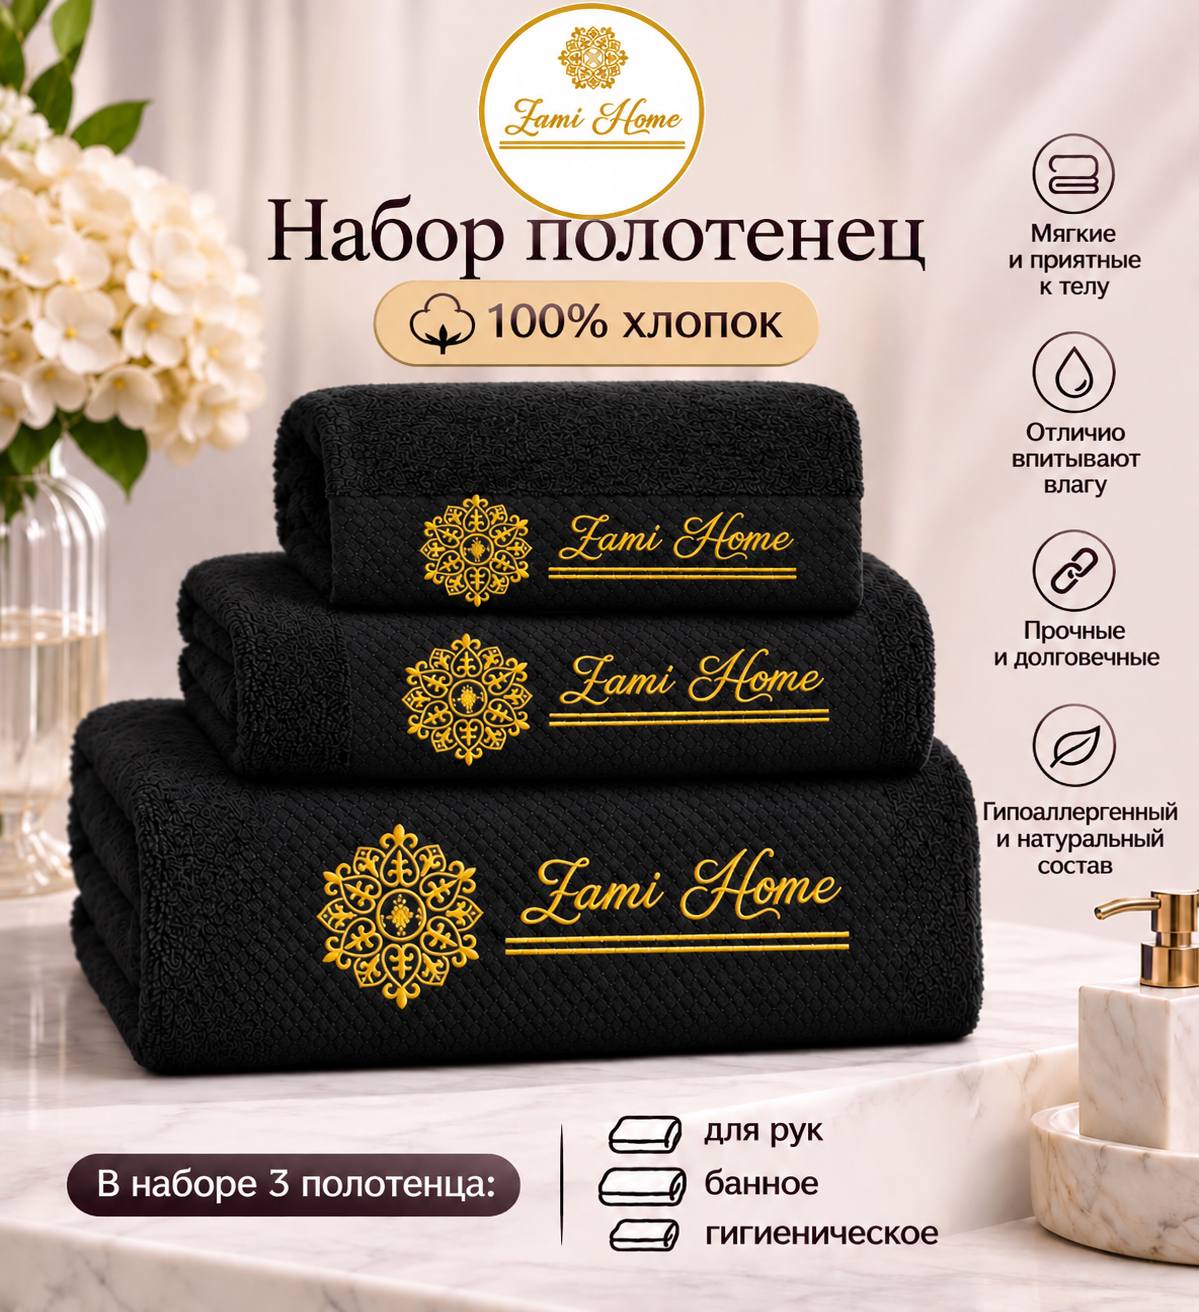 Zami Home
Набор полотенец
100% хлопок
Мягкие
и приятные
к телу
Отличио
впитывают
влагу
Прочные
и долговечные
Гипоаллергенный
и натуральный
состав
Zami Home
Zami Home
Zami Home
В наборе 3 полотенца:
для рук
банное
гигиеническое